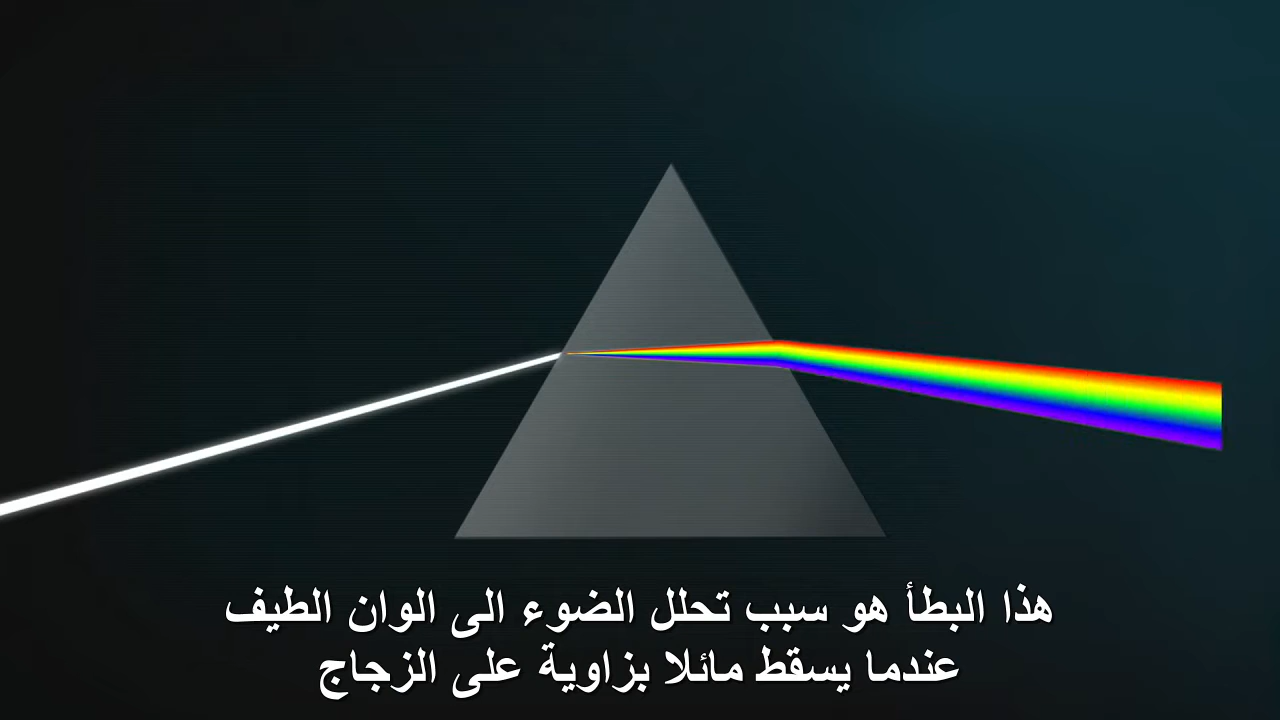 هذا البطأ هو سبب تحلل الضوء الى الوان الطيف
عندما يسقط مائلا بزاوية على الزجاج